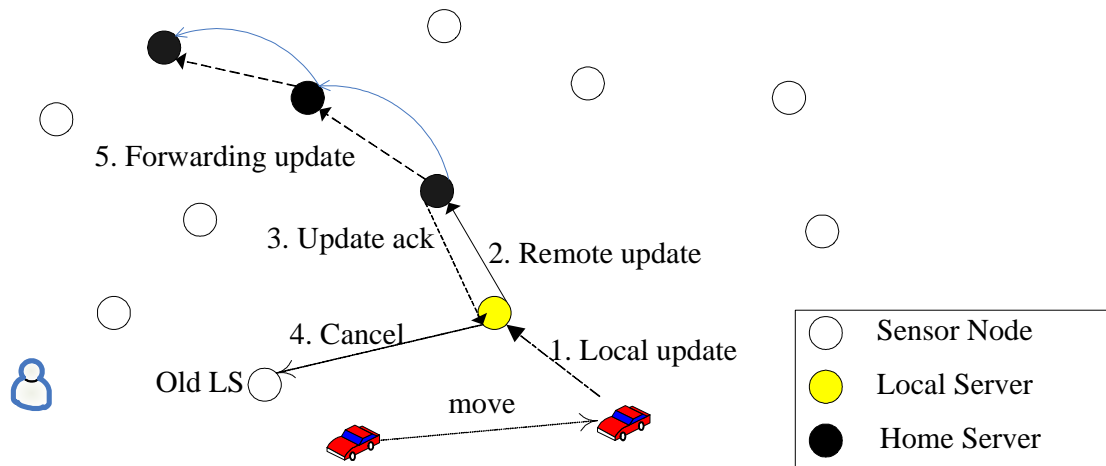 5. Forwarding update
3. Update ack
2. Remote update
4. Cancel
1. Local update
Old LS
move
Sensor Node
Local Server
Home Server